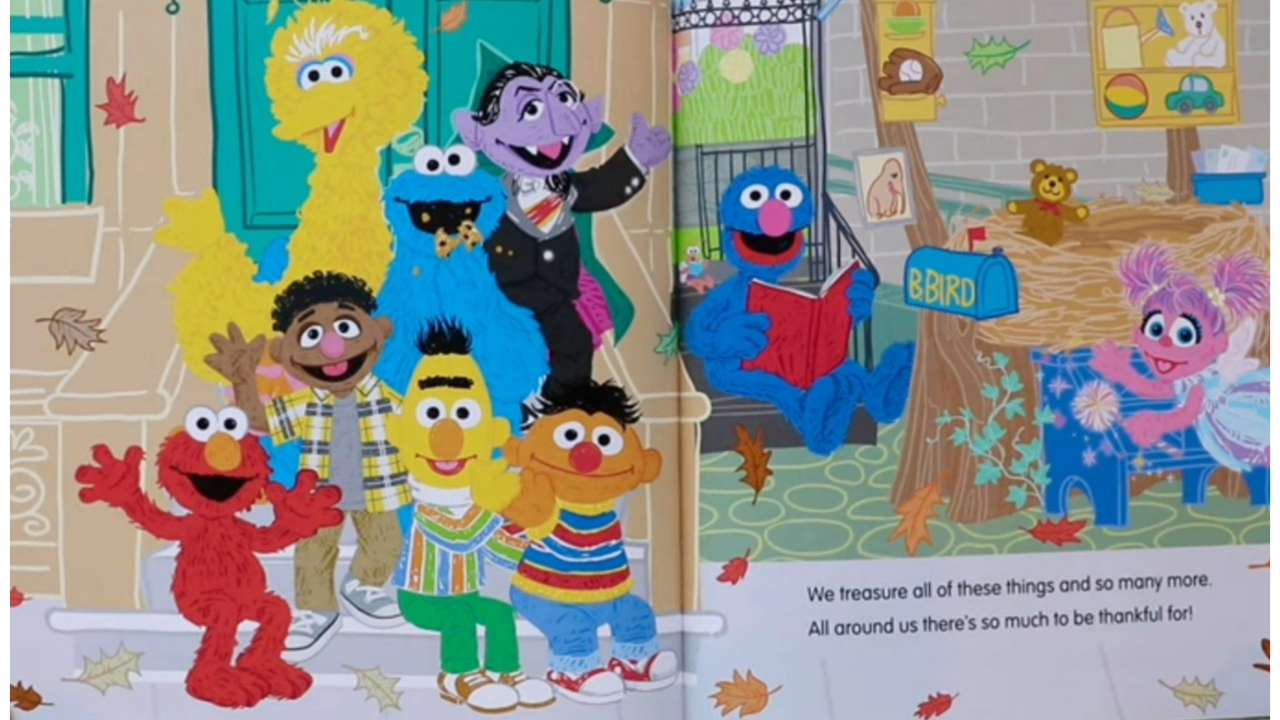 B.BIRD
We treasure all of these things and so many more.
All around us there's so much to be thankful for!